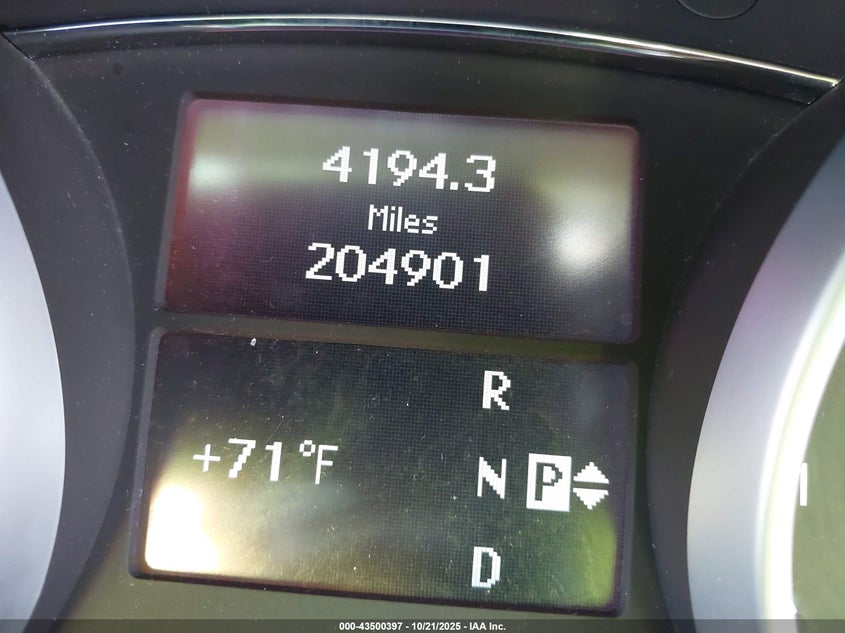 4194.3
Miles
204901
R
+71°F N P
D
000-43500397 - 10/21/2025 - IAA Inc.